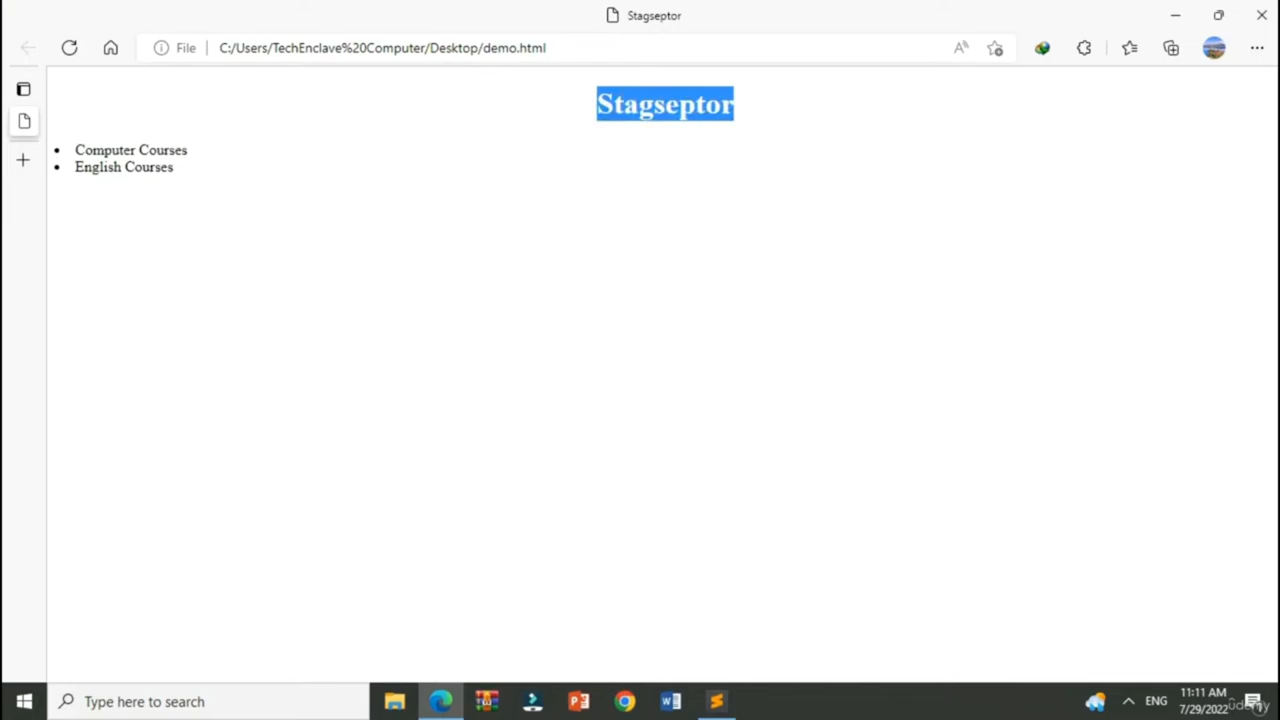 Stagseptor
File
C:/Users/TechEnclave%20Computer/Desktop/demo.html
Stagseptor
• Computer Courses
• English Courses
Type here to search
ENG
11:11 AM
7/29/2022
udemy